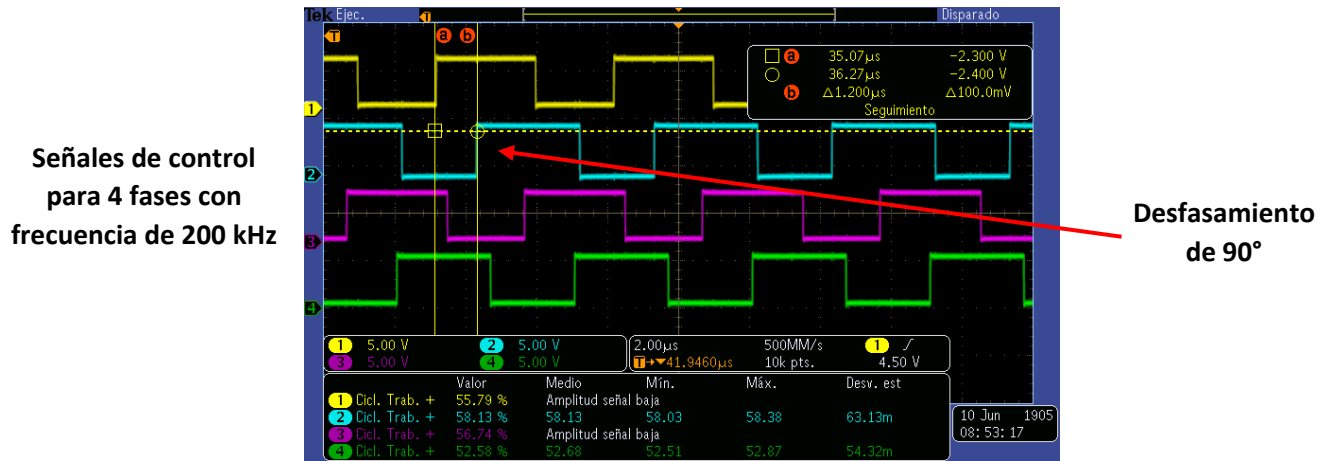 Tek Ejec.
Disparado
a b
a 35.07µs -2.300 V
36.27µs -2.400 V
b △1.200µs △100.0mV
Seguimiento
Señales de control
para 4 fases con
frecuencia de 200 kHz
Desfasamiento
de 90°
1
2
3
4
1 5.00 V 2 5.00 V
3 5.00 V 4 5.00 V
2.00µs 500MM/s 1
T→▼41.9460µs 10k pts. 4.50 V
Valor Medio Mín. Máx. Desv. est
1 Cicl. Trab. + 55.79 % Amplitud señal baja
2 Cicl. Trab. + 58.13 % 58.13 58.03 58.38 63.13m
3 Cicl. Trab. + 56.74 % Amplitud señal baja
4 Cicl. Trab. + 52.58 % 52.68 52.51 52.87 54.32m
10 Jun 1905
08:53:17